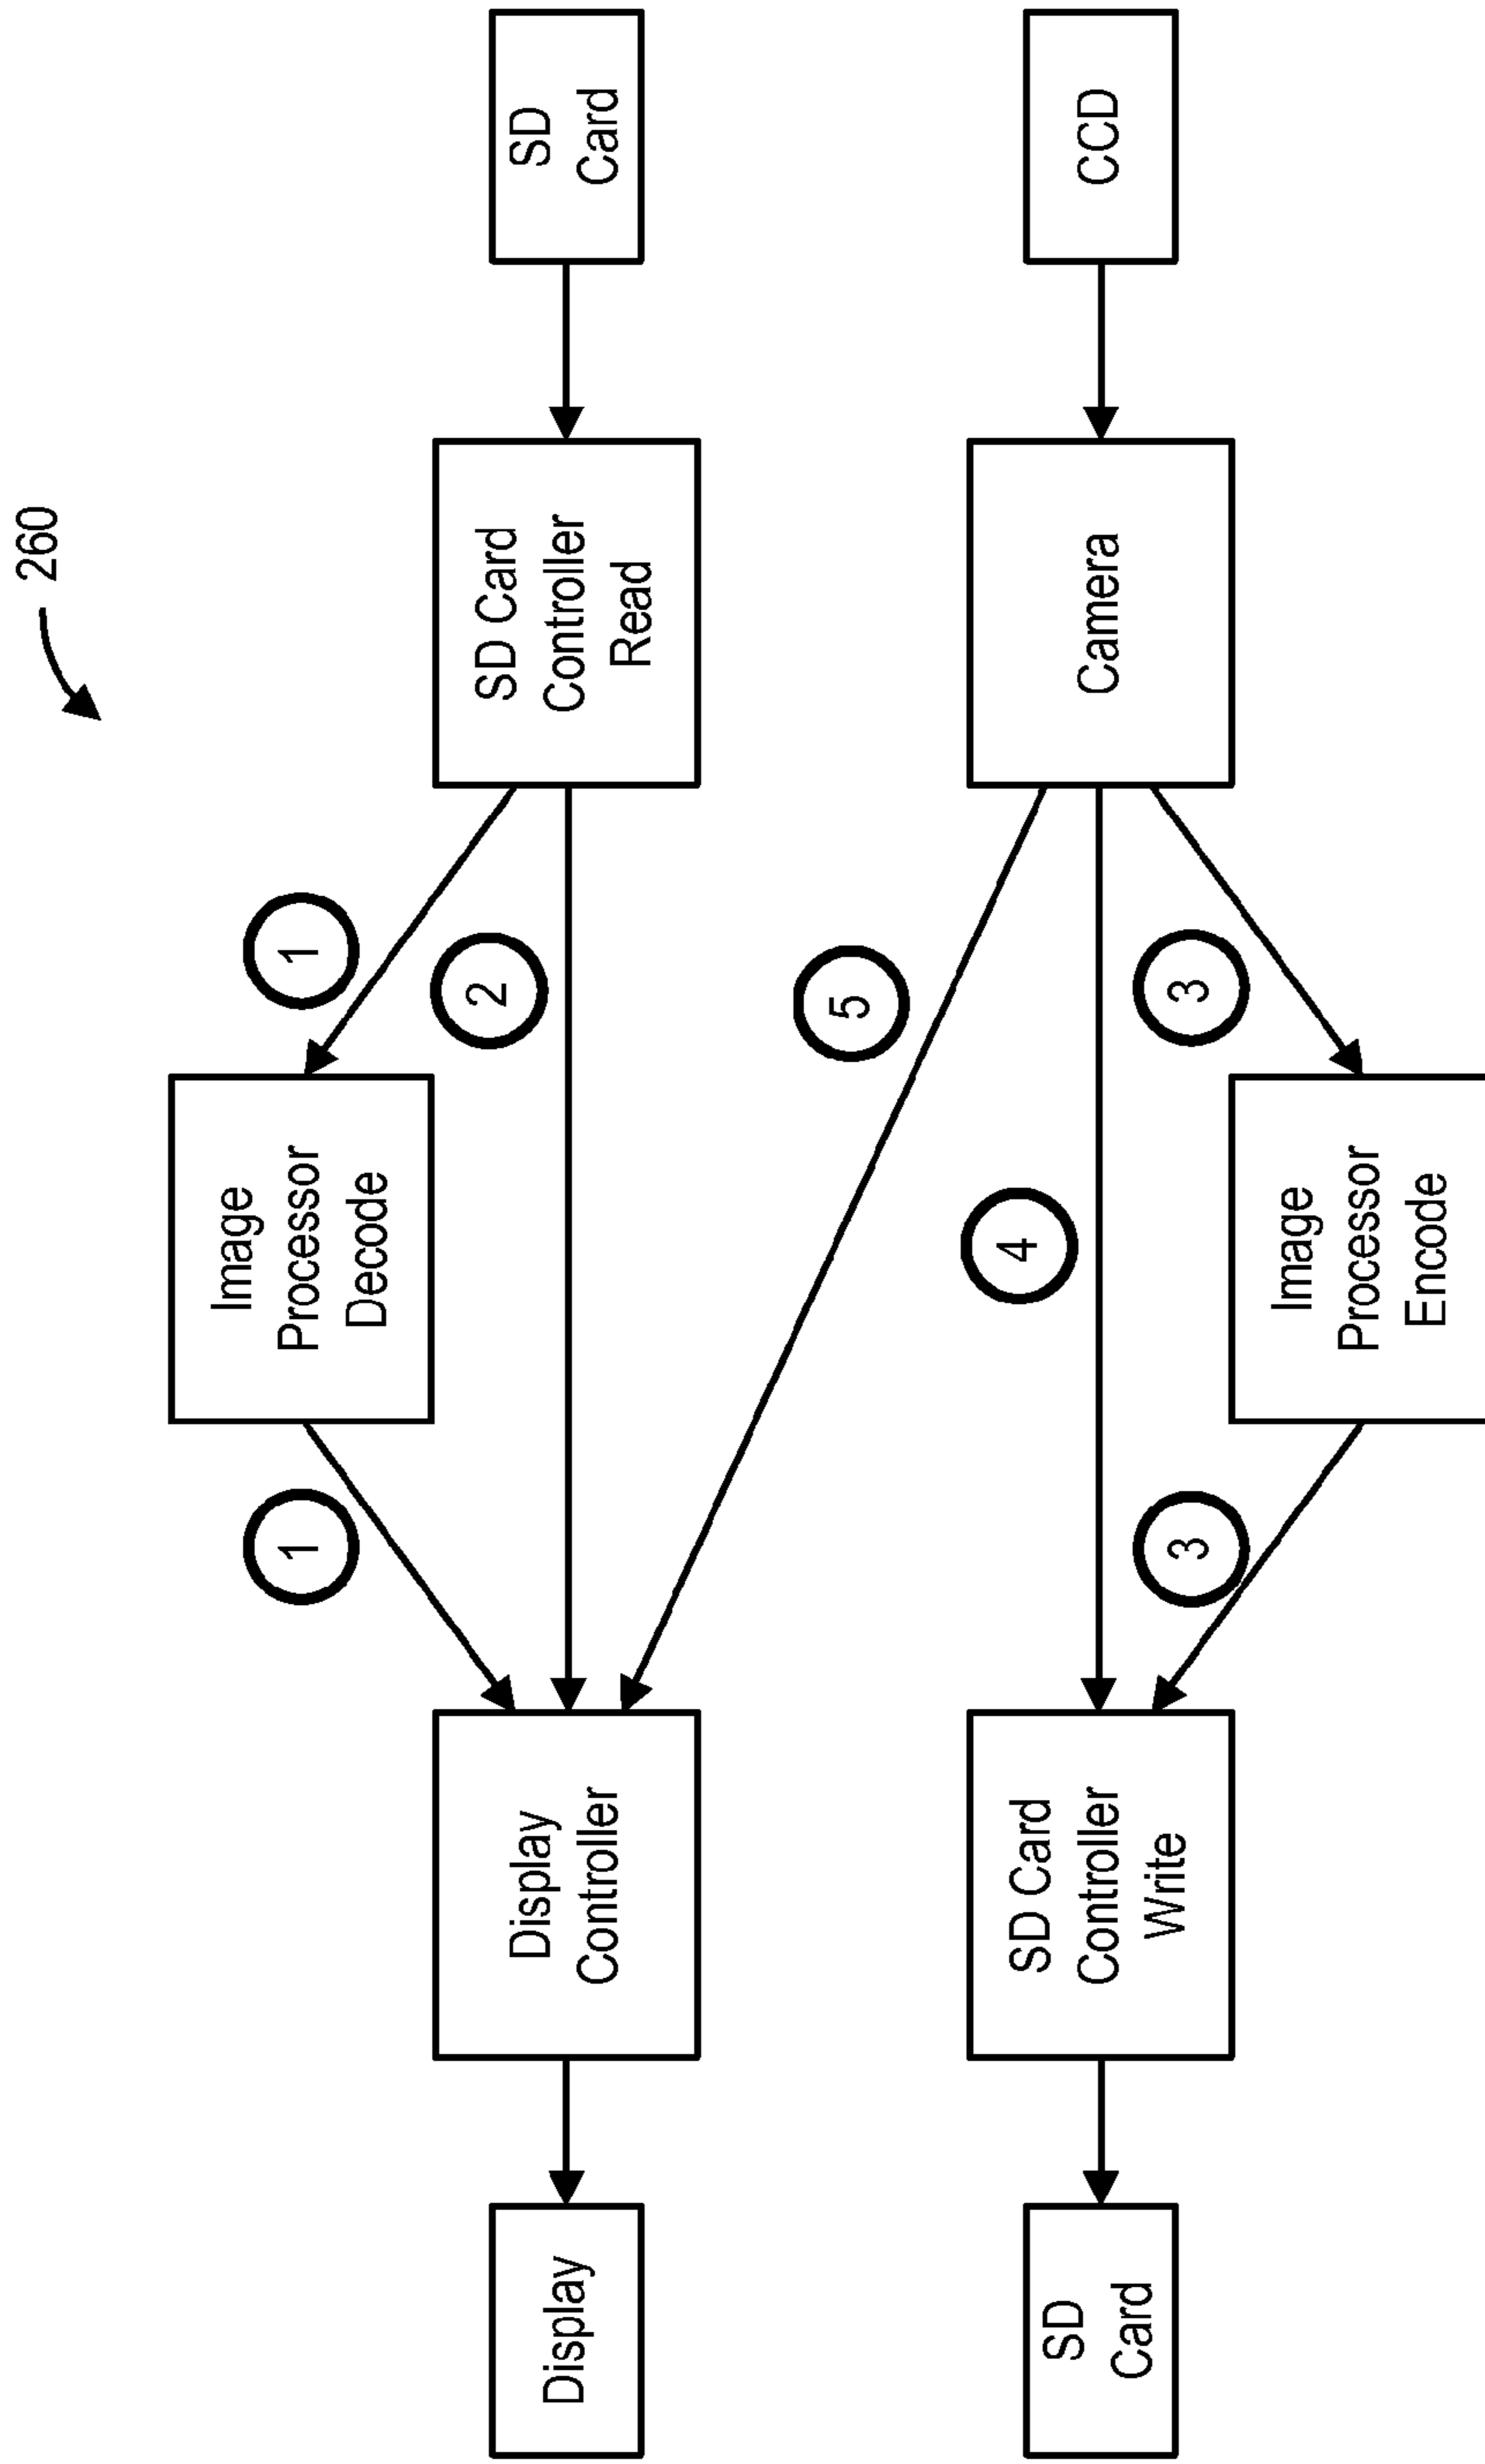 260
1
Image
Processor
Decode
1
Display
Display
Controller
2
SD Card
Controller
Read
SD
Card
5
SD
Card
SD Card
Controller
Write
4
Camera
CCD
3
3
Image
Processor
Encode